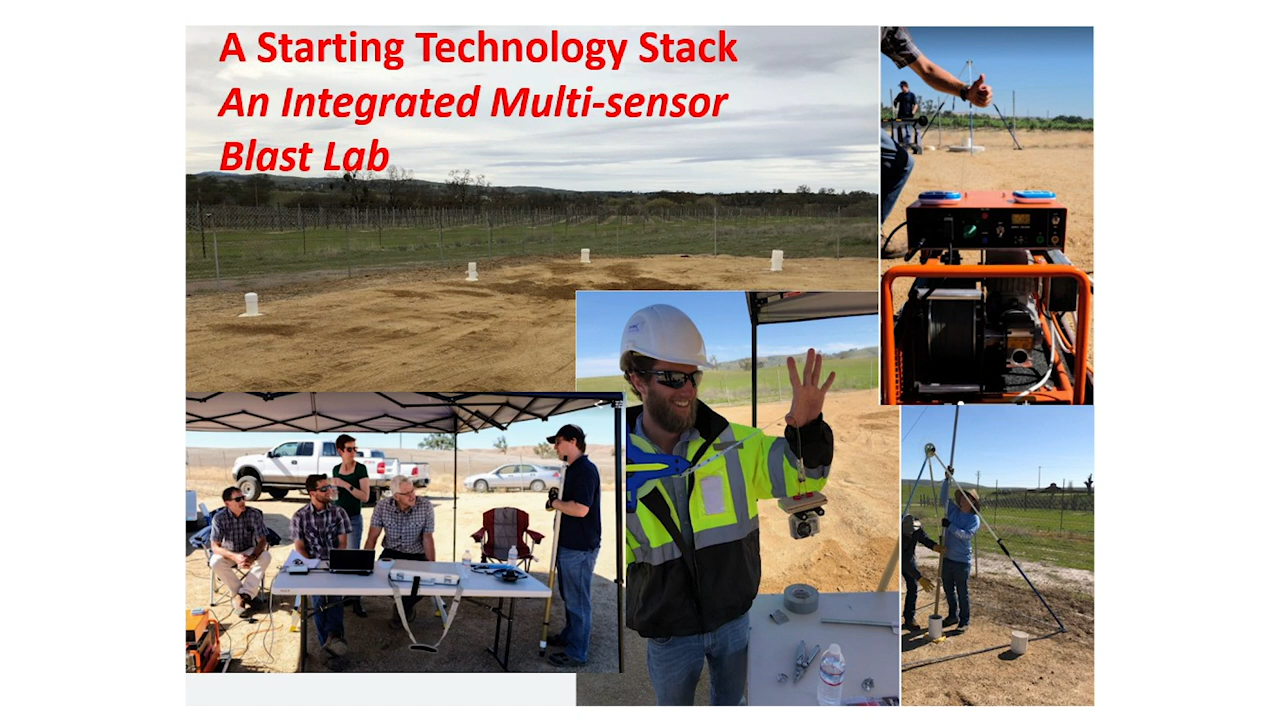 A Starting Technology Stack
An Integrated Multi-sensor
Blast Lab